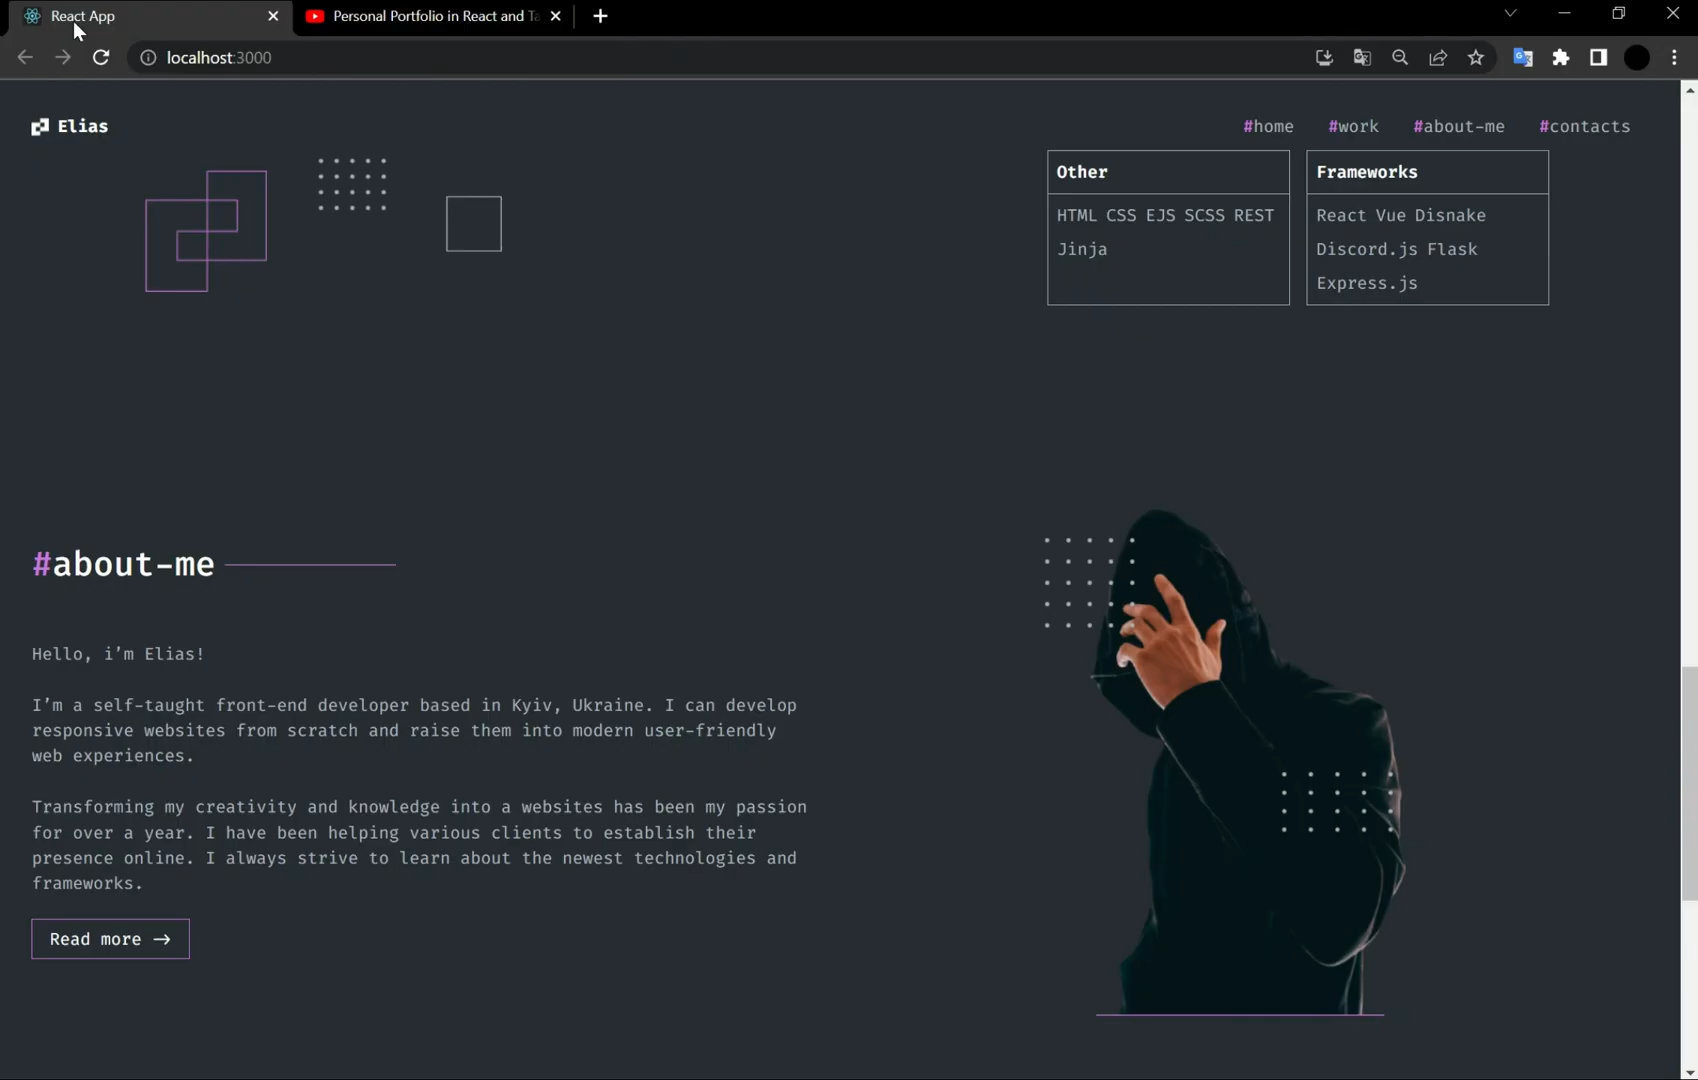 React App
Personal Portfolio in React and
localhost:3000
Elias
#home #work #about-me #contacts
Other
HTML CSS EJS SCSS REST
Jinja
Frameworks
React Vue Disnake
Discord.js Flask
Express.js
#about-me
Hello, i’m Elias!
I’m a self-taught front-end developer based in Kyiv, Ukraine. I can develop
responsive websites from scratch and raise them into modern user-friendly
web experiences.
Transforming my creativity and knowledge into a websites has been my passion
for over a year. I have been helping various clients to establish their
presence online. I always strive to learn about the newest technologies and
frameworks.
Read more →